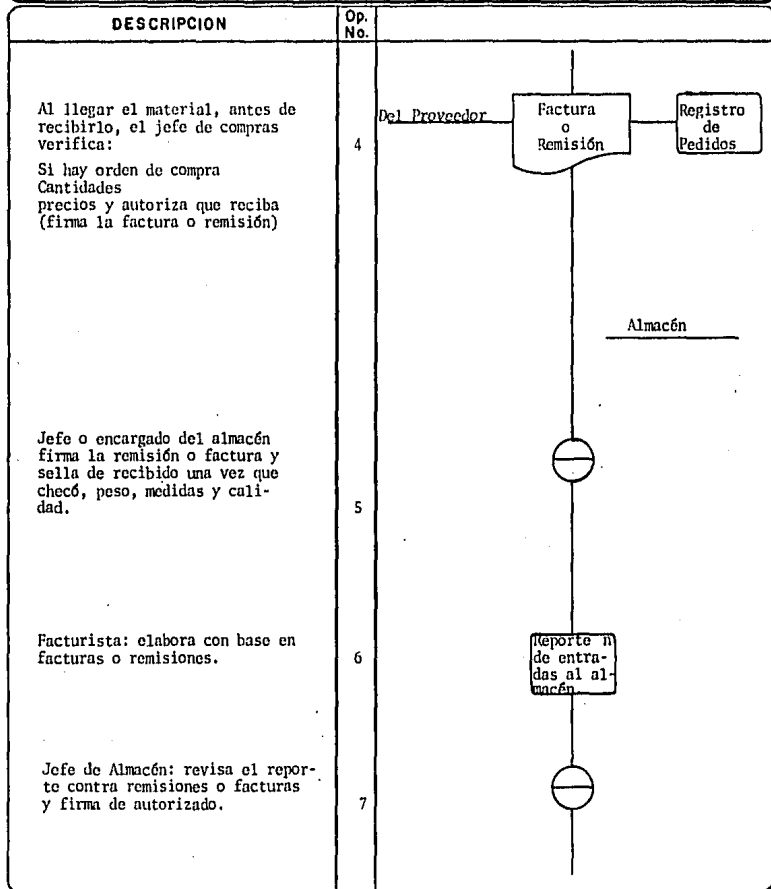 DESCRIPCION
Op.
No.
Al llegar el material, antes de
recibirlo, el jefe de compras
verifica:
Si hay orden de compra
Cantidades
precios y autoriza que reciba
(firma la factura o remisión)
4
Del Proveedor
Factura
o
Remisión
Registro
de
Pedidos
Almacén
Jefe o encargado del almacén
firma la remisión o factura y
sella de recibido una vez que
checó, peso, medidas y cali-
dad.
5
Facturista: elabora con base en
facturas o remisiones.
6
Reporte n
de entra-
das al al-
macén
Jefe de Almacén: revisa el repor-
te contra remisiones o facturas
y firma de autorizado.
7